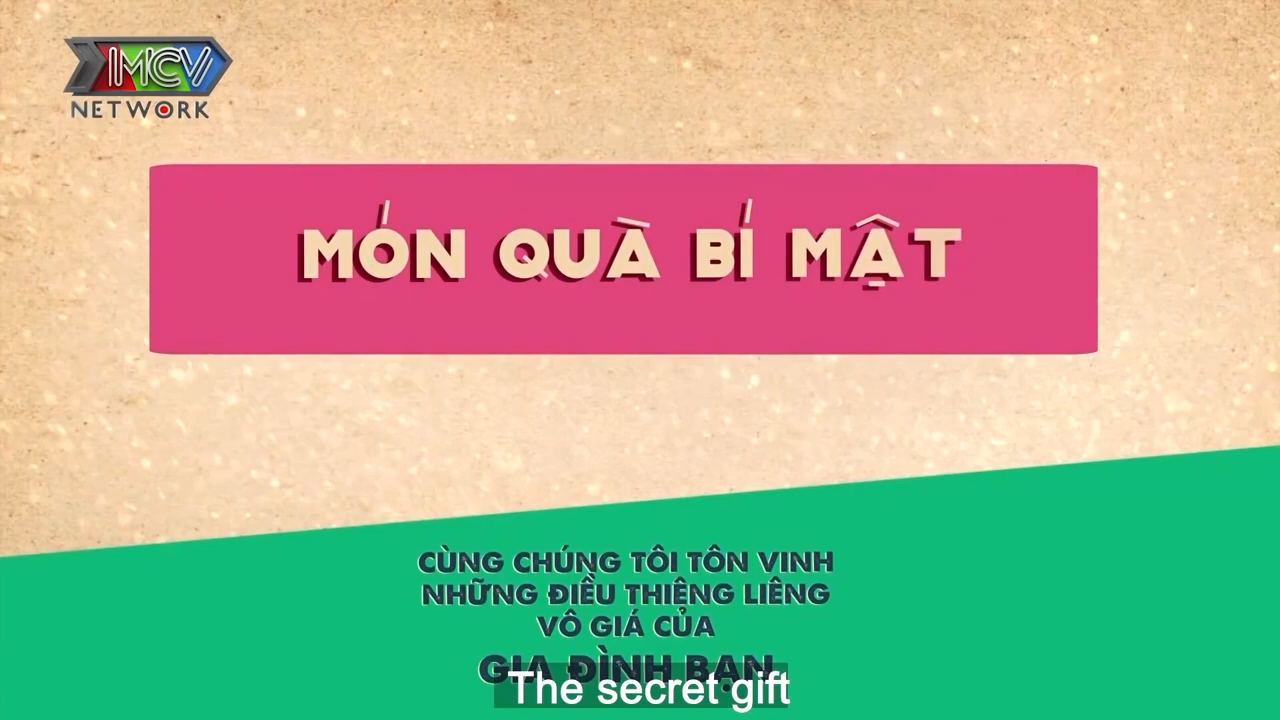 MCV
NETWORK
MÓN QUÀ BÍ MẬT
CÙNG CHÚNG TÔI TÔN VINH
NHỮNG ĐIỀU THIÊNG LIÊNG
VÔ GIÁ CỦA
GIA ĐÌNH BẠN
The secret gift